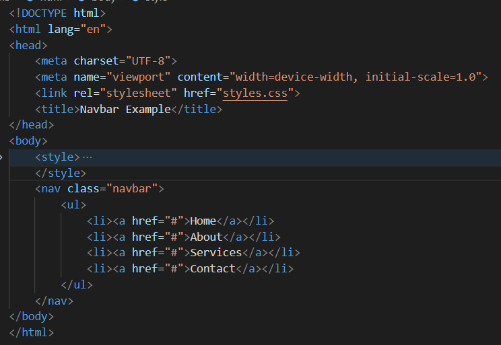 <!DOCTYPE html>
<html lang="en">
<head>
    <meta charset="UTF-8">
    <meta name="viewport" content="width=device-width, initial-scale=1.0">
    <link rel="stylesheet" href="styles.css">
    <title>Navbar Example</title>
</head>
<body>
    <style>…
    </style>
    <nav class="navbar">
        <ul>
            <li><a href="#">Home</a></li>
            <li><a href="#">About</a></li>
            <li><a href="#">Services</a></li>
            <li><a href="#">Contact</a></li>
        </ul>
    </nav>
</body>
</html>